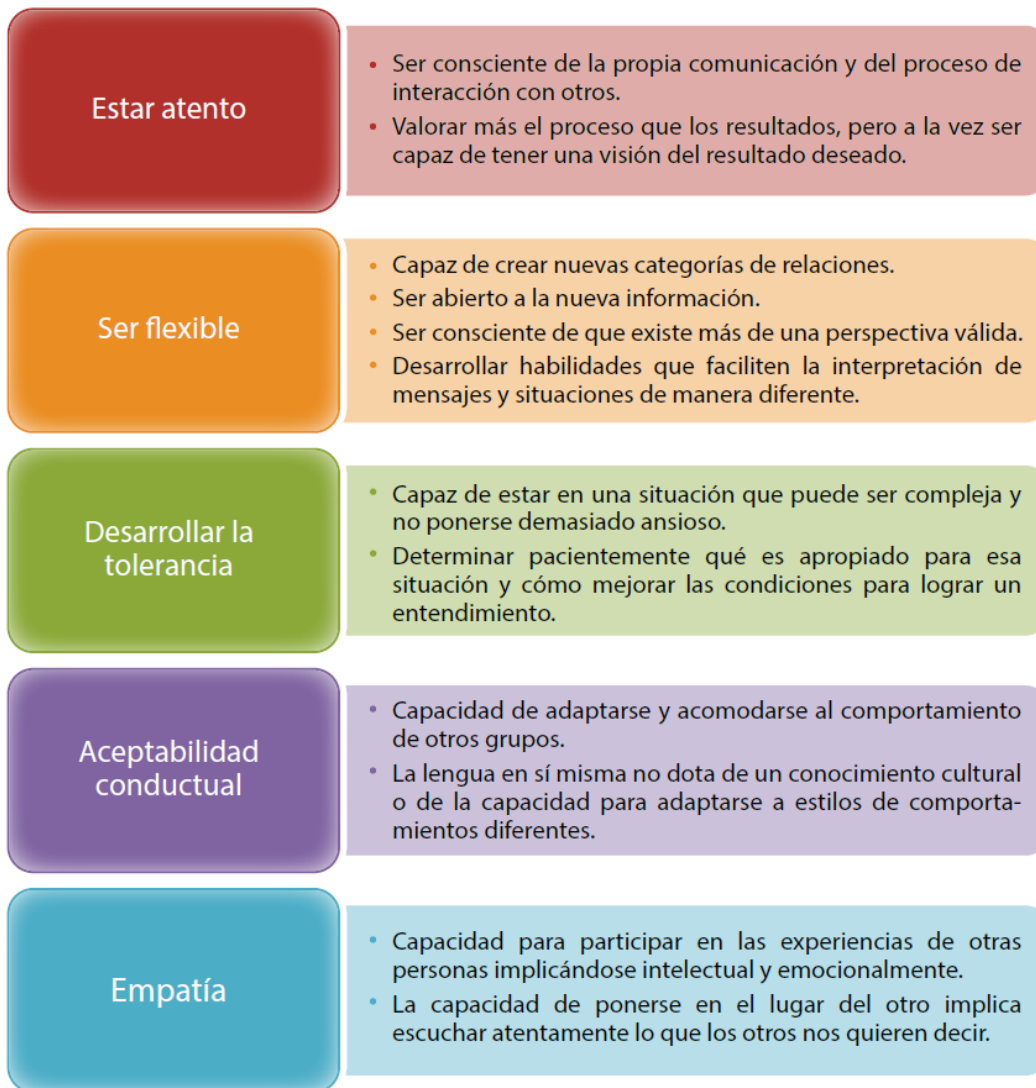 Estar atento
• Ser consciente de la propia comunicación y del proceso de
interacción con otros.
• Valorar más el proceso que los resultados, pero a la vez ser
capaz de tener una visión del resultado deseado.
Ser flexible
• Capaz de crear nuevas categorías de relaciones.
• Ser abierto a la nueva información.
• Ser consciente de que existe más de una perspectiva válida.
• Desarrollar habilidades que faciliten la interpretación de
mensajes y situaciones de manera diferente.
Desarrollar la
tolerancia
• Capaz de estar en una situación que puede ser compleja y
no ponerse demasiado ansioso.
• Determinar pacientemente qué es apropiado para esa
situación y cómo mejorar las condiciones para lograr un
entendimiento.
Aceptabilidad
conductual
• Capacidad de adaptarse y acomodarse al comportamiento
de otros grupos.
• La lengua en sí misma no dota de un conocimiento cultural
o de la capacidad para adaptarse a estilos de comporta-
mientos diferentes.
Empatía
• Capacidad para participar en las experiencias de otras
personas implicándose intelectual y emocionalmente.
• La capacidad de ponerse en el lugar del otro implica
escuchar atentamente lo que los otros nos quieren decir.